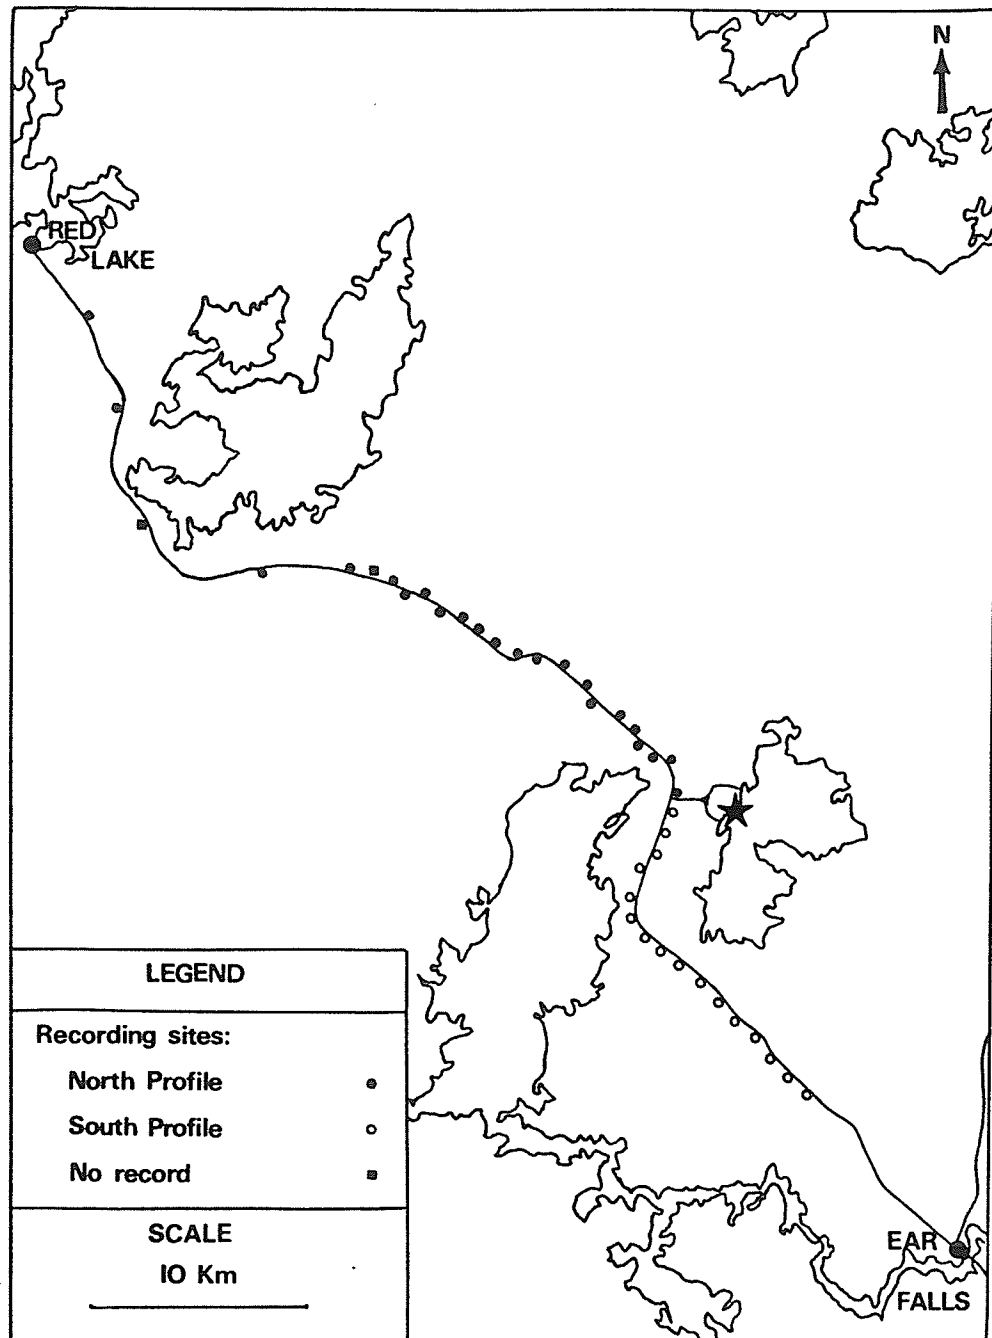 N
RED
LAKE
LEGEND
Recording sites:
North Profile
South Profile
No record
SCALE
10 Km
EAR
FALLS